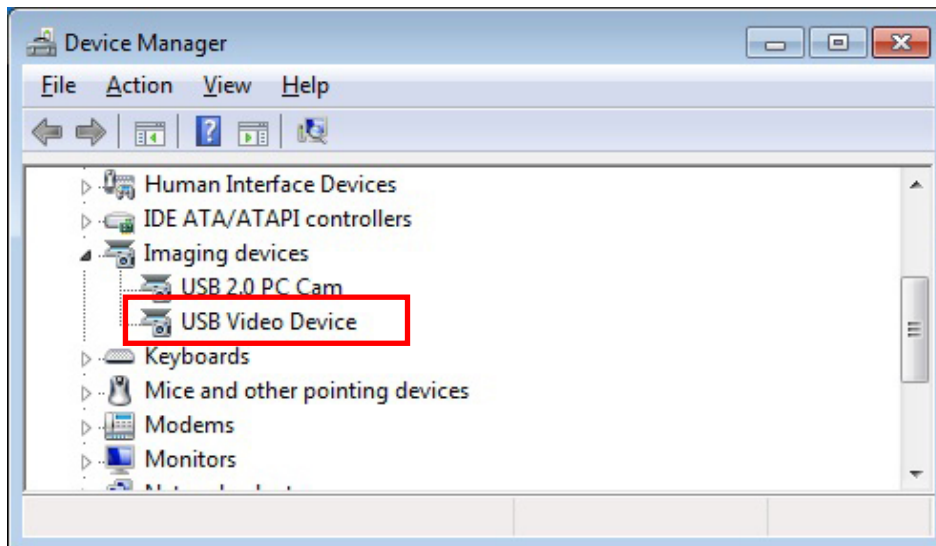 Device Manager
File Action View Help
Human Interface Devices
IDE ATA/ATAPI controllers
Imaging devices
USB 2.0 PC Cam
USB Video Device
Keyboards
Mice and other pointing devices
Modems
Monitors